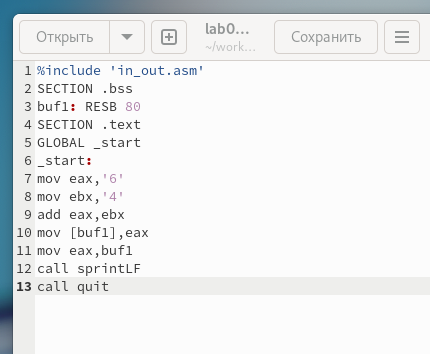 Открыть
lab0...
~/work...
Сохранить
1 %include 'in_out.asm'
2 SECTION .bss
3 buf1: RESB 80
4 SECTION .text
5 GLOBAL _start
6 _start:
7 mov eax,'6'
8 mov ebx,'4'
9 add eax,ebx
10 mov [buf1],eax
11 mov eax,buf1
12 call sprintLF
13 call quit